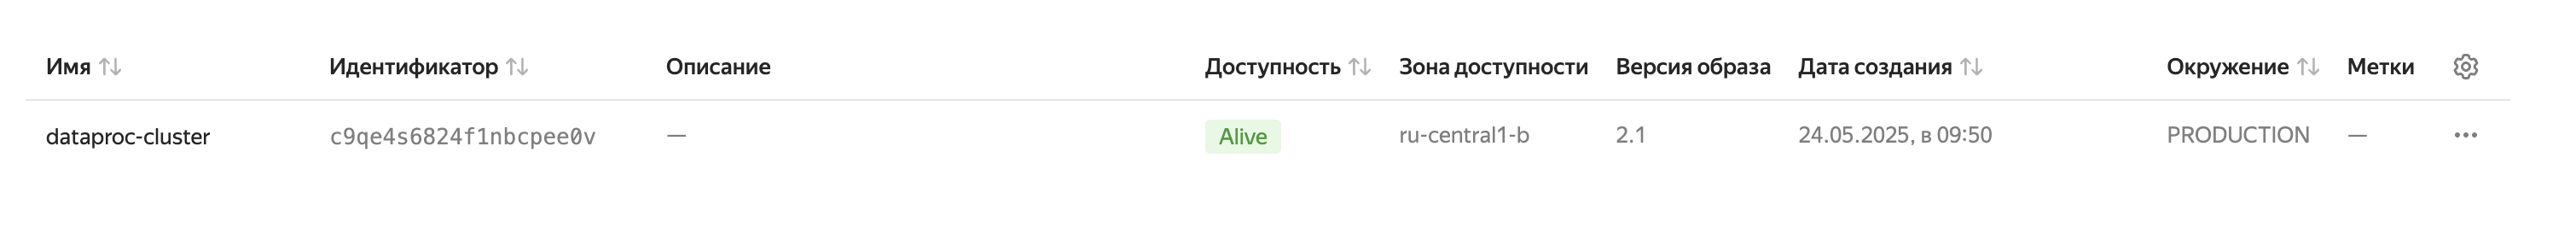 Имя Идентификатор Описание Доступность Зона доступности Версия образа Дата создания Окружение Метки
dataproc-cluster c9qe4s6824f1nbcpee0v — Alive ru-central1-b 2.1 24.05.2025, в 09:50 PRODUCTION —